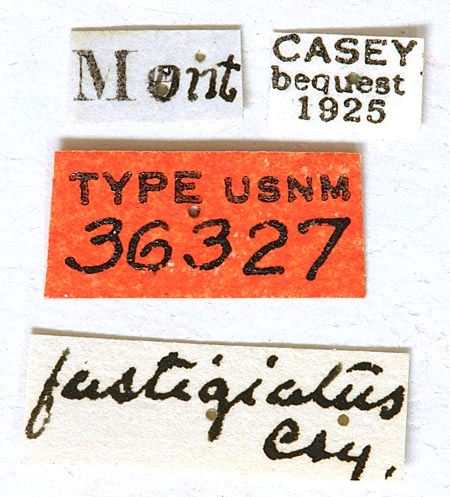 Mont
CASEY
bequest
1925
TYPE USNM
36327
fastigiatus
Csy.